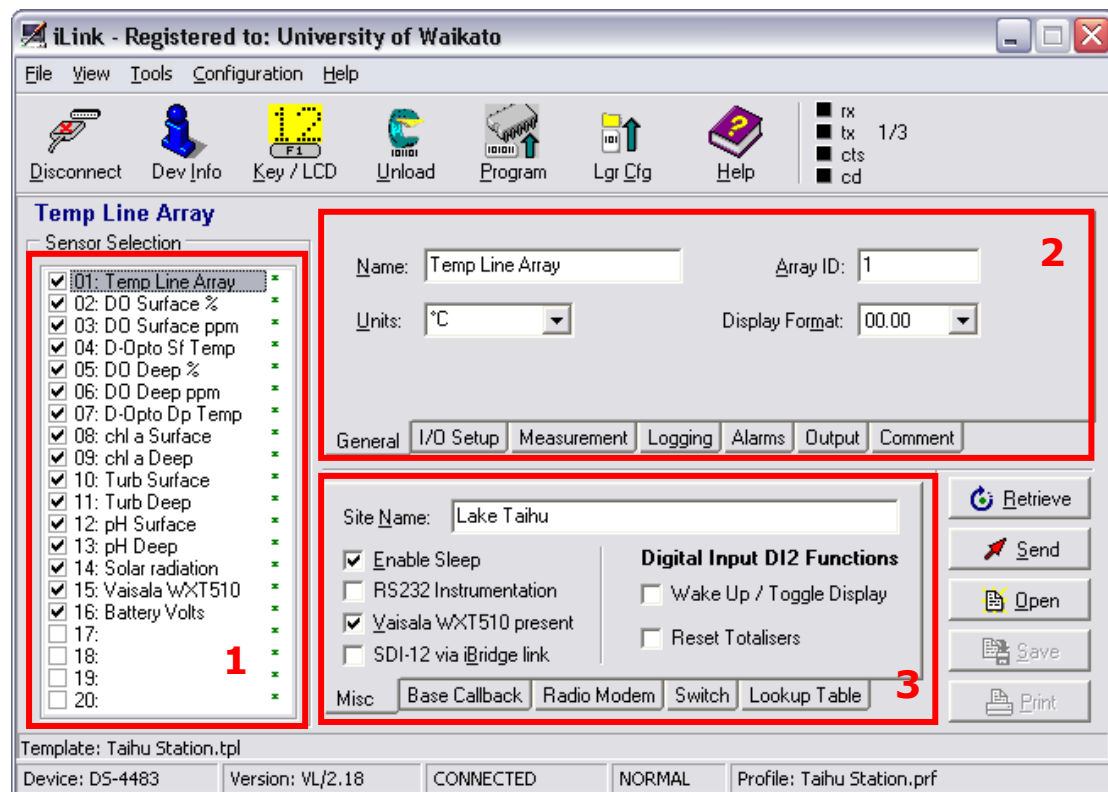 iLink - Registered to: University of Waikato
File View Tools Configuration Help
12
F1
101101
10101
101
rx
tx 1/3
cts
cd
Disconnect Dev Info Key / LCD Unload Program Lgr Cfg Help
Temp Line Array
Sensor Selection
01: Temp Line Array *
02: DO Surface % *
03: DO Surface ppm *
04: D-Opto Sf Temp *
05: DO Deep % *
06: DO Deep ppm *
07: D-Opto Dp Temp *
08: chl a Surface *
09: chl a Deep *
10: Turb Surface *
11: Turb Deep *
12: pH Surface *
13: pH Deep *
14: Solar radiation *
15: Vaisala WXT510 *
16: Battery Volts *
17: *
18: *
19: *
20: *
1
Name: Temp Line Array Array ID: 1
2
Units: °C Display Format: 00.00
General I/O Setup Measurement Logging Alarms Output Comment
Site Name: Lake Taihu
Enable Sleep
RS232 Instrumentation
Vaisala WXT510 present
SDI-12 via iBridge link
Digital Input DI2 Functions
Wake Up / Toggle Display
Reset Totalisers
3
Misc Base Callback Radio Modem Switch Lookup Table
Retrieve
Send
Open
Save
Print
Template: Taihu Station.tpl
Device: DS-4483 Version: VL/2.18 CONNECTED NORMAL Profile: Taihu Station.prf